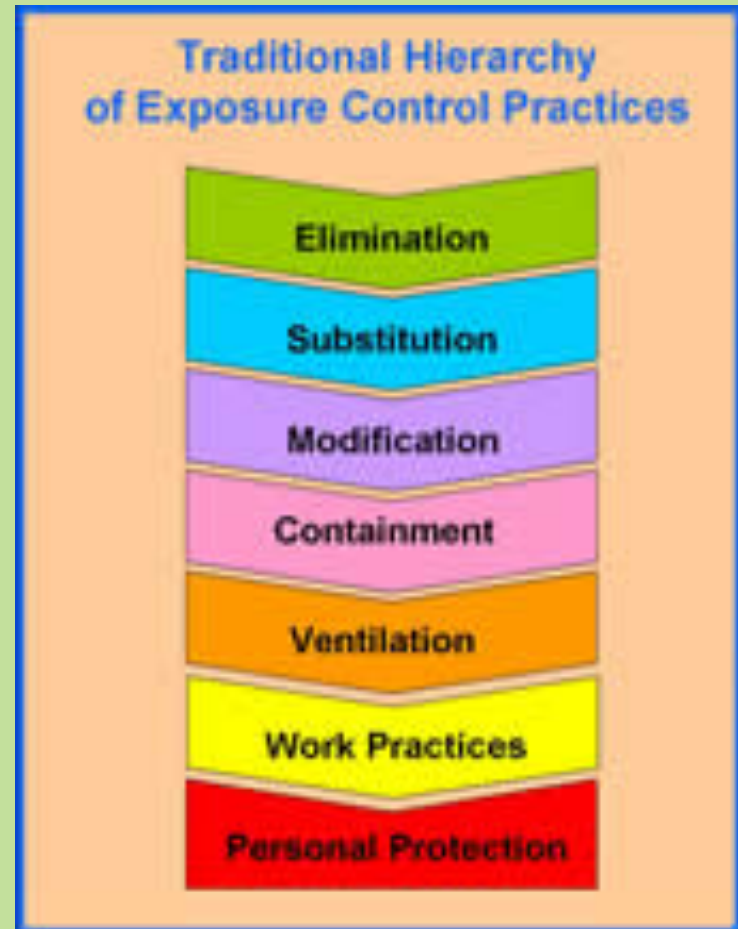 Traditional Hierarchy
of Exposure Control Practices
Elimination
Substitution
Modification
Containment
Ventilation
Work Practices
Personal Protection